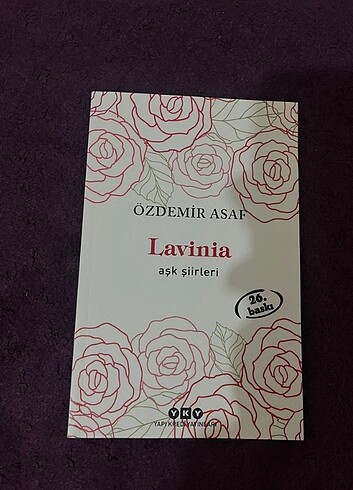 ÖZDEMİR ASAF
Lavinia
aşk şiirleri
26.
baskı
YKY
YAPI KREDİ YAYINLARI